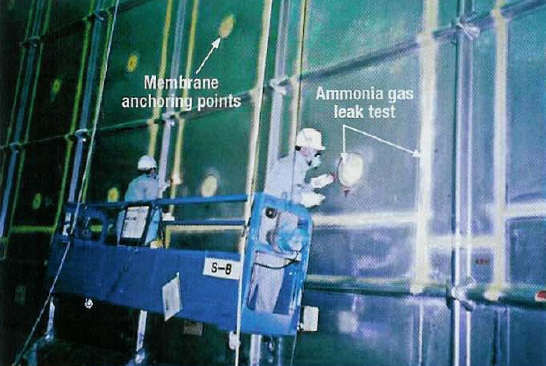 Membrane
anchoring points
Ammonia gas
leak test
S-8